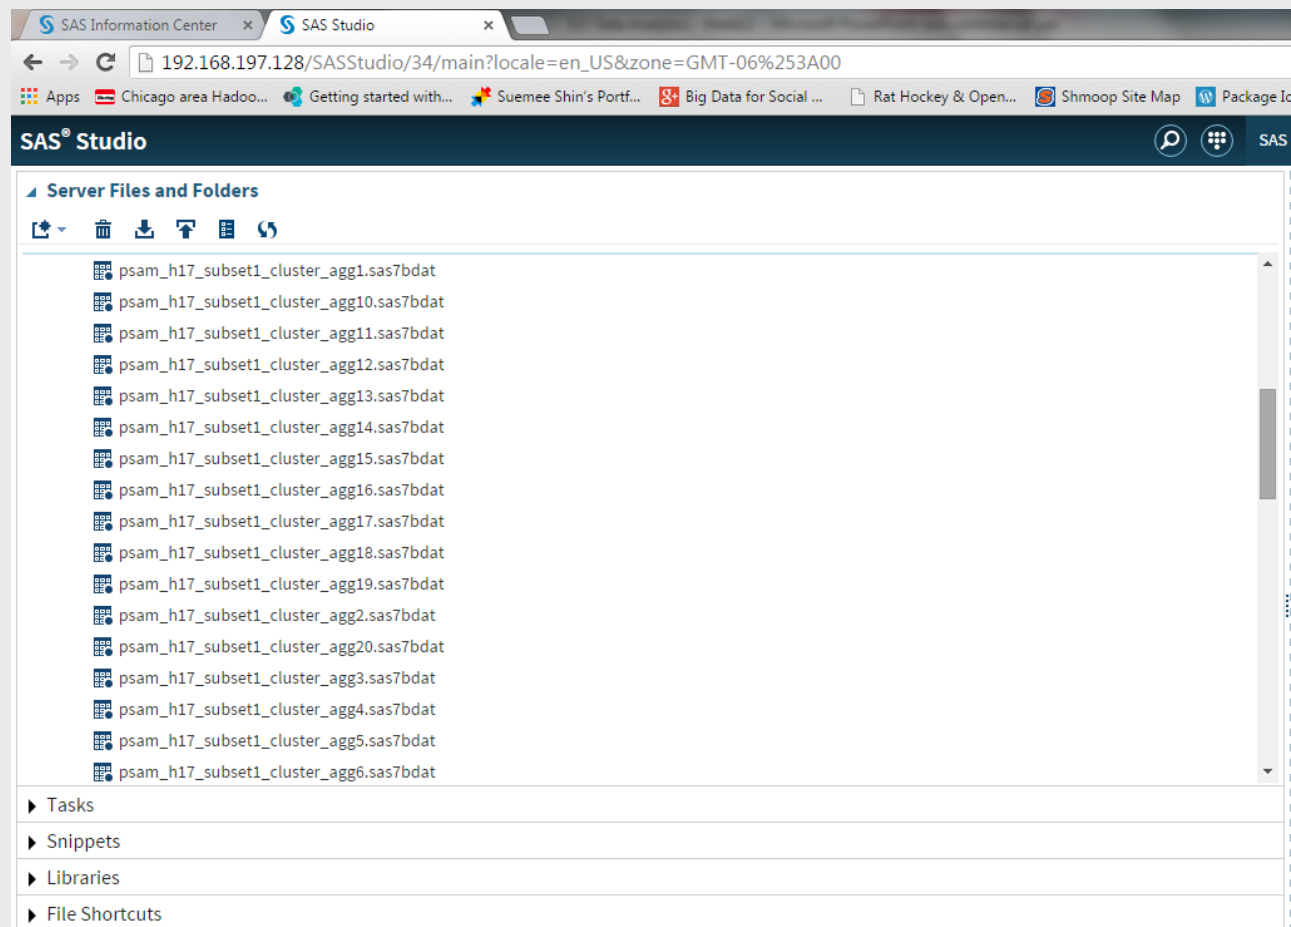 SAS Information Center
SAS Studio
192.168.197.128/SASStudio/34/main?locale=en_US&zone=GMT-06%253A00
Apps Chicago area Hadoo... Getting started with... Suemee Shin's Portf... Big Data for Social ... Rat Hockey & Open... Shmoop Site Map Package Ic
SAS® Studio SAS
Server Files and Folders
psam_h17_subset1_cluster_agg1.sas7bdat
psam_h17_subset1_cluster_agg10.sas7bdat
psam_h17_subset1_cluster_agg11.sas7bdat
psam_h17_subset1_cluster_agg12.sas7bdat
psam_h17_subset1_cluster_agg13.sas7bdat
psam_h17_subset1_cluster_agg14.sas7bdat
psam_h17_subset1_cluster_agg15.sas7bdat
psam_h17_subset1_cluster_agg16.sas7bdat
psam_h17_subset1_cluster_agg17.sas7bdat
psam_h17_subset1_cluster_agg18.sas7bdat
psam_h17_subset1_cluster_agg19.sas7bdat
psam_h17_subset1_cluster_agg2.sas7bdat
psam_h17_subset1_cluster_agg20.sas7bdat
psam_h17_subset1_cluster_agg3.sas7bdat
psam_h17_subset1_cluster_agg4.sas7bdat
psam_h17_subset1_cluster_agg5.sas7bdat
psam_h17_subset1_cluster_agg6.sas7bdat
Tasks
Snippets
Libraries
File Shortcuts